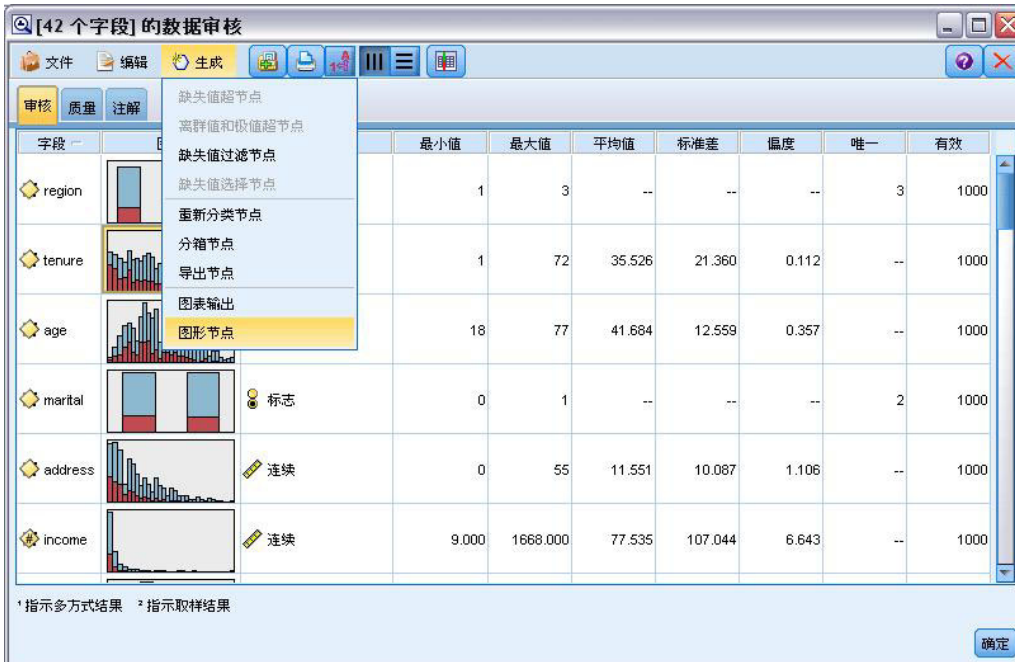 [42 个字段] 的数据审核
文件 编辑 生成
审核 质量 注解
缺失值超节点
离群值和极值超节点
缺失值过滤节点
缺失值选择节点
重新分类节点
分箱节点
导出节点
图表输出
图形节点
字段 最小值 最大值 平均值 标准差 偏度 唯一 有效
region 1 3 -- -- -- 3 1000
tenure 1 72 35.526 21.360 0.112 -- 1000
age 18 77 41.684 12.559 0.357 -- 1000
marital 标志 0 1 -- -- -- 2 1000
address 连续 0 55 11.551 10.087 1.106 -- 1000
income 连续 9.000 1668.000 77.535 107.044 6.643 -- 1000
¹ 指示多方式结果 ² 指示取样结果
确定